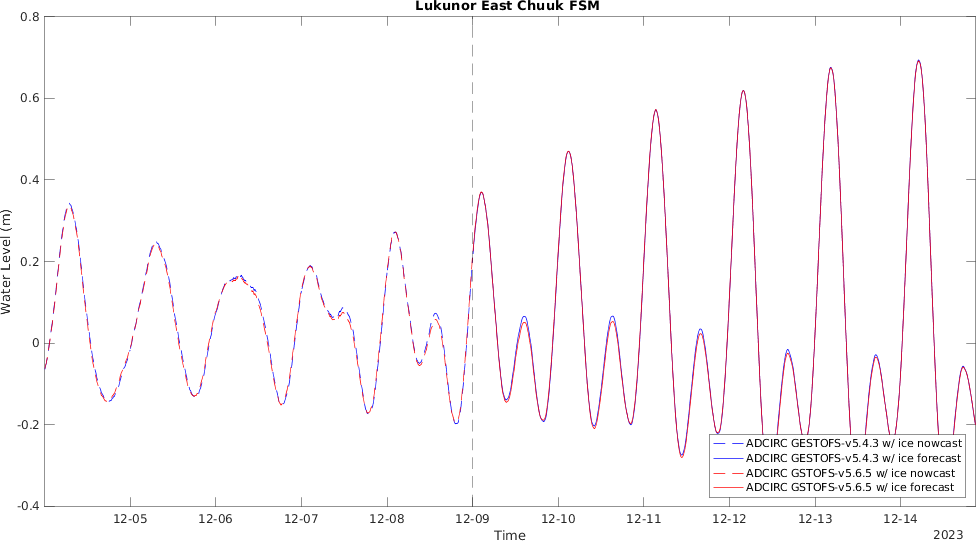 Lukunor East Chuuk FSM
0.8
0.6
0.4
0.2
0
-0.2
-0.4
Water Level (m)
12-05 12-06 12-07 12-08 12-09 12-10 12-11 12-12 12-13 12-14
Time
2023
ADCIRC GESTOFS-v5.4.3 w/ ice nowcast
ADCIRC GESTOFS-v5.4.3 w/ ice forecast
ADCIRC GSTOFS-v5.6.5 w/ ice nowcast
ADCIRC GSTOFS-v5.6.5 w/ ice forecast